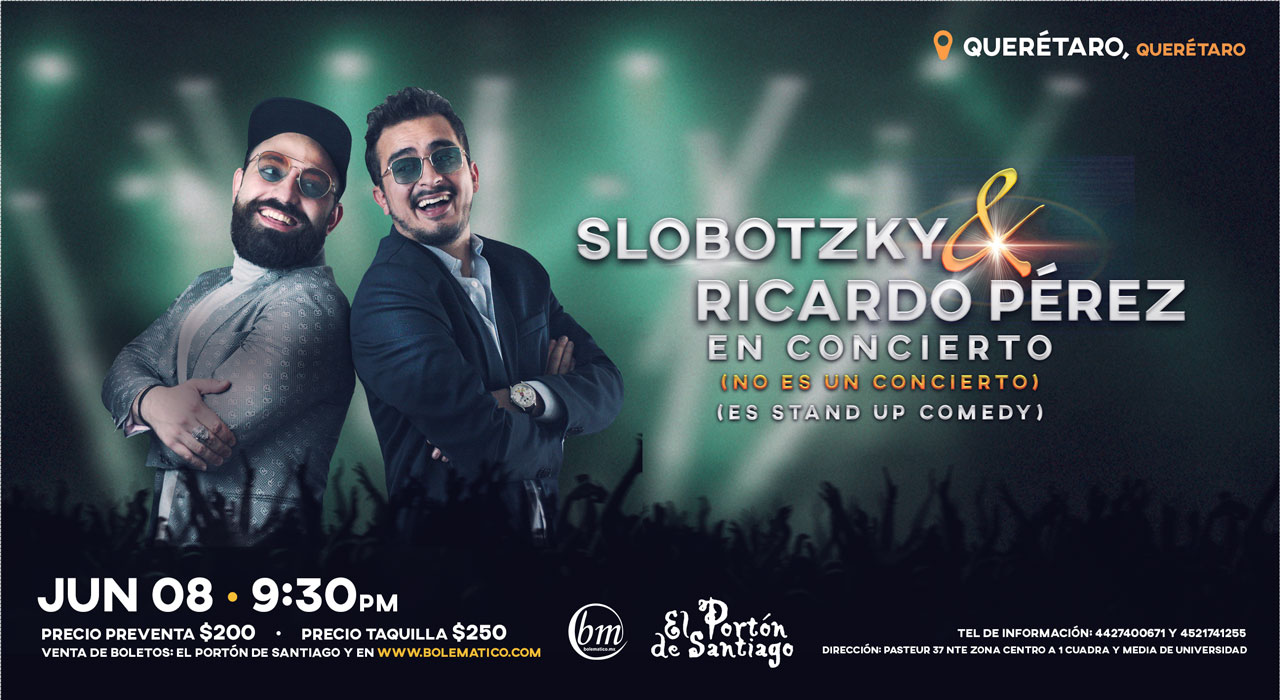 QUERÉTARO, QUERÉTARO
SLOBOTZKY &
RICARDO PÉREZ
EN CONCIERTO
(NO ES UN CONCIERTO)
(ES STAND UP COMEDY)
JUN 08 • 9:30PM
PRECIO PREVENTA $200 • PRECIO TAQUILLA $250
VENTA DE BOLETOS: EL PORTÓN DE SANTIAGO Y EN WWW.BOLEMATICO.COM
bm
bolematico.mx
El Portón
de Santiago
TEL DE INFORMACIÓN: 4427400671 Y 4521741255
DIRECCIÓN: PASTEUR 37 NTE ZONA CENTRO A 1 CUADRA Y MEDIA DE UNIVERSIDAD